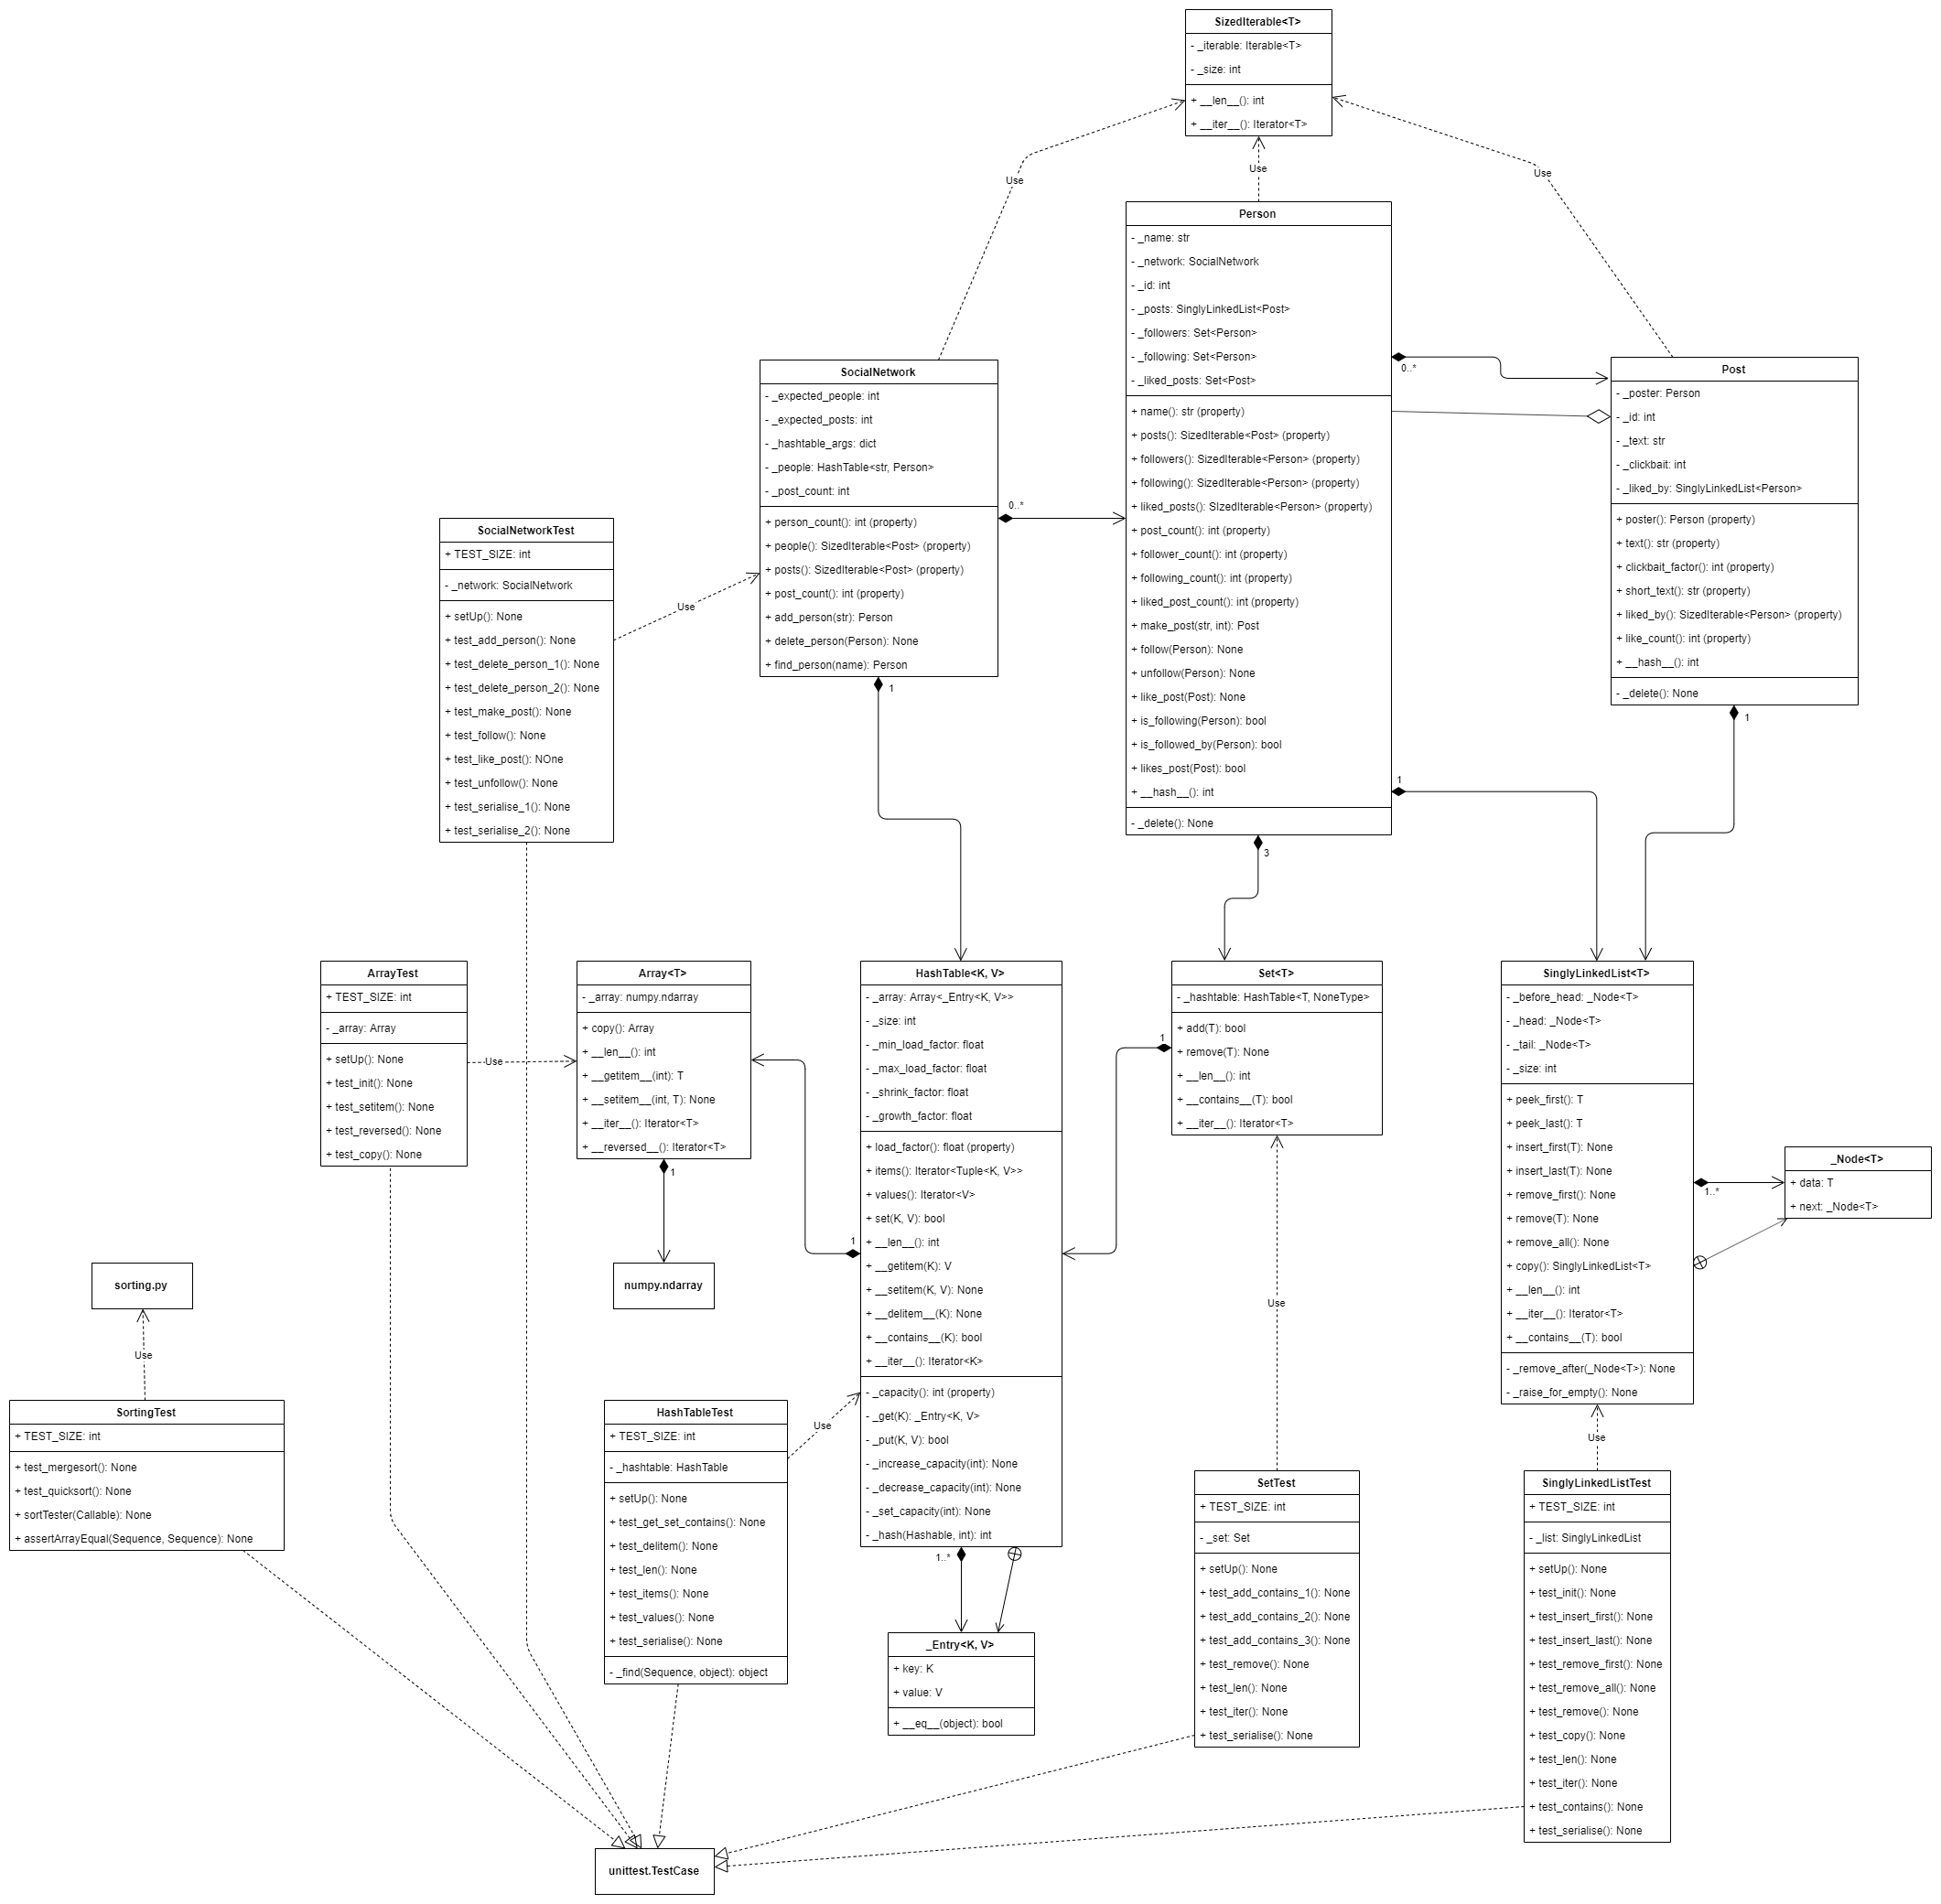 SizedIterable<T>
- _iterable: Iterable<T>
- _size: int
+ __len__(): int
+ __iter__(): Iterator<T>
Use
Use
Use
Person
- _name: str
- _network: SocialNetwork
- _id: int
- _posts: SinglyLinkedList<Post>
- _followers: Set<Person>
- _following: Set<Person>
- _liked_posts: Set<Post>
+ name(): str (property)
+ posts(): SizedIterable<Post> (property)
+ followers(): SizedIterable<Person> (property)
+ following(): SizedIterable<Person> (property)
+ liked_posts(): SIzedIterable<Person> (property)
+ post_count(): int (property)
+ follower_count(): int (property)
+ following_count(): int (property)
+ liked_post_count(): int (property)
+ make_post(str, int): Post
+ follow(Person): None
+ unfollow(Person): None
+ like_post(Post): None
+ is_following(Person): bool
+ is_followed_by(Person): bool
+ likes_post(Post): bool
+ __hash__(): int
- _delete(): None
0..*
1
3
Post
- _poster: Person
- _id: int
- _text: str
- _clickbait: int
- _liked_by: SinglyLinkedList<Person>
+ poster(): Person (property)
+ text(): str (property)
+ clickbait_factor(): int (property)
+ short_text(): str (property)
+ liked_by(): SizedIterable<Person> (property)
+ like_count(): int (property)
+ __hash__(): int
- _delete(): None
1
SocialNetwork
- _expected_people: int
- _expected_posts: int
- _hashtable_args: dict
- _people: HashTable<str, Person>
- _post_count: int
+ person_count(): int (property)
+ people(): SizedIterable<Post> (property)
+ posts(): SizedIterable<Post> (property)
+ post_count(): int (property)
+ add_person(str): Person
+ delete_person(Person): None
+ find_person(name): Person
0..*
1
SocialNetworkTest
+ TEST_SIZE: int
- _network: SocialNetwork
+ setUp(): None
+ test_add_person(): None
+ test_delete_person_1(): None
+ test_delete_person_2(): None
+ test_make_post(): None
+ test_follow(): None
+ test_like_post(): NOne
+ test_unfollow(): None
+ test_serialise_1(): None
+ test_serialise_2(): None
Use
ArrayTest
+ TEST_SIZE: int
- _array: Array
+ setUp(): None
+ test_init(): None
+ test_setitem(): None
+ test_reversed(): None
+ test_copy(): None
Use
Array<T>
- _array: numpy.ndarray
+ copy(): Array
+ __len__(): int
+ __getitem__(int): T
+ __setitem__(int, T): None
+ __iter__(): Iterator<T>
+ __reversed__(): Iterator<T>
1
numpy.ndarray
HashTable<K, V>
- _array: Array<_Entry<K, V>>
- _size: int
- _min_load_factor: float
- _max_load_factor: float
- _shrink_factor: float
- _growth_factor: float
+ load_factor(): float (property)
+ items(): Iterator<Tuple<K, V>>
+ values(): Iterator<V>
+ set(K, V): bool
+ __len__(): int
+ __getitem(K): V
+ __setitem(K, V): None
+ __delitem__(K): None
+ __contains__(K): bool
+ __iter__(): Iterator<K>
- _capacity(): int (property)
- _get(K): _Entry<K, V>
- _put(K, V): bool
- _increase_capacity(int): None
- _decrease_capacity(int): None
- _set_capacity(int): None
- _hash(Hashable, int): int
1
1..*
Set<T>
- _hashtable: HashTable<T, NoneType>
+ add(T): bool
+ remove(T): None
+ __len__(): int
+ __contains__(T): bool
+ __iter__(): Iterator<T>
1
Use
SinglyLinkedList<T>
- _before_head: _Node<T>
- _head: _Node<T>
- _tail: _Node<T>
- _size: int
+ peek_first(): T
+ peek_last(): T
+ insert_first(T): None
+ insert_last(T): None
+ remove_first(): None
+ remove(T): None
+ remove_all(): None
+ copy(): SinglyLinkedList<T>
+ __len__(): int
+ __iter__(): Iterator<T>
+ __contains__(T): bool
- _remove_after(_Node<T>): None
- _raise_for_empty(): None
1..*
Use
_Node<T>
+ data: T
+ next: _Node<T>
sorting.py
Use
SortingTest
+ TEST_SIZE: int
+ test_mergesort(): None
+ test_quicksort(): None
+ sortTester(Callable): None
+ assertArrayEqual(Sequence, Sequence): None
HashTableTest
+ TEST_SIZE: int
- _hashtable: HashTable
+ setUp(): None
+ test_get_set_contains(): None
+ test_delitem(): None
+ test_len(): None
+ test_items(): None
+ test_values(): None
+ test_serialise(): None
- _find(Sequence, object): object
Use
_Entry<K, V>
+ key: K
+ value: V
+ __eq__(object): bool
SetTest
+ TEST_SIZE: int
- _set: Set
+ setUp(): None
+ test_add_contains_1(): None
+ test_add_contains_2(): None
+ test_add_contains_3(): None
+ test_remove(): None
+ test_len(): None
+ test_iter(): None
+ test_serialise(): None
SinglyLinkedListTest
+ TEST_SIZE: int
- _list: SinglyLinkedList
+ setUp(): None
+ test_init(): None
+ test_insert_first(): None
+ test_insert_last(): None
+ test_remove_first(): None
+ test_remove_all(): None
+ test_remove(): None
+ test_copy(): None
+ test_len(): None
+ test_iter(): None
+ test_contains(): None
+ test_serialise(): None
unittest.TestCase